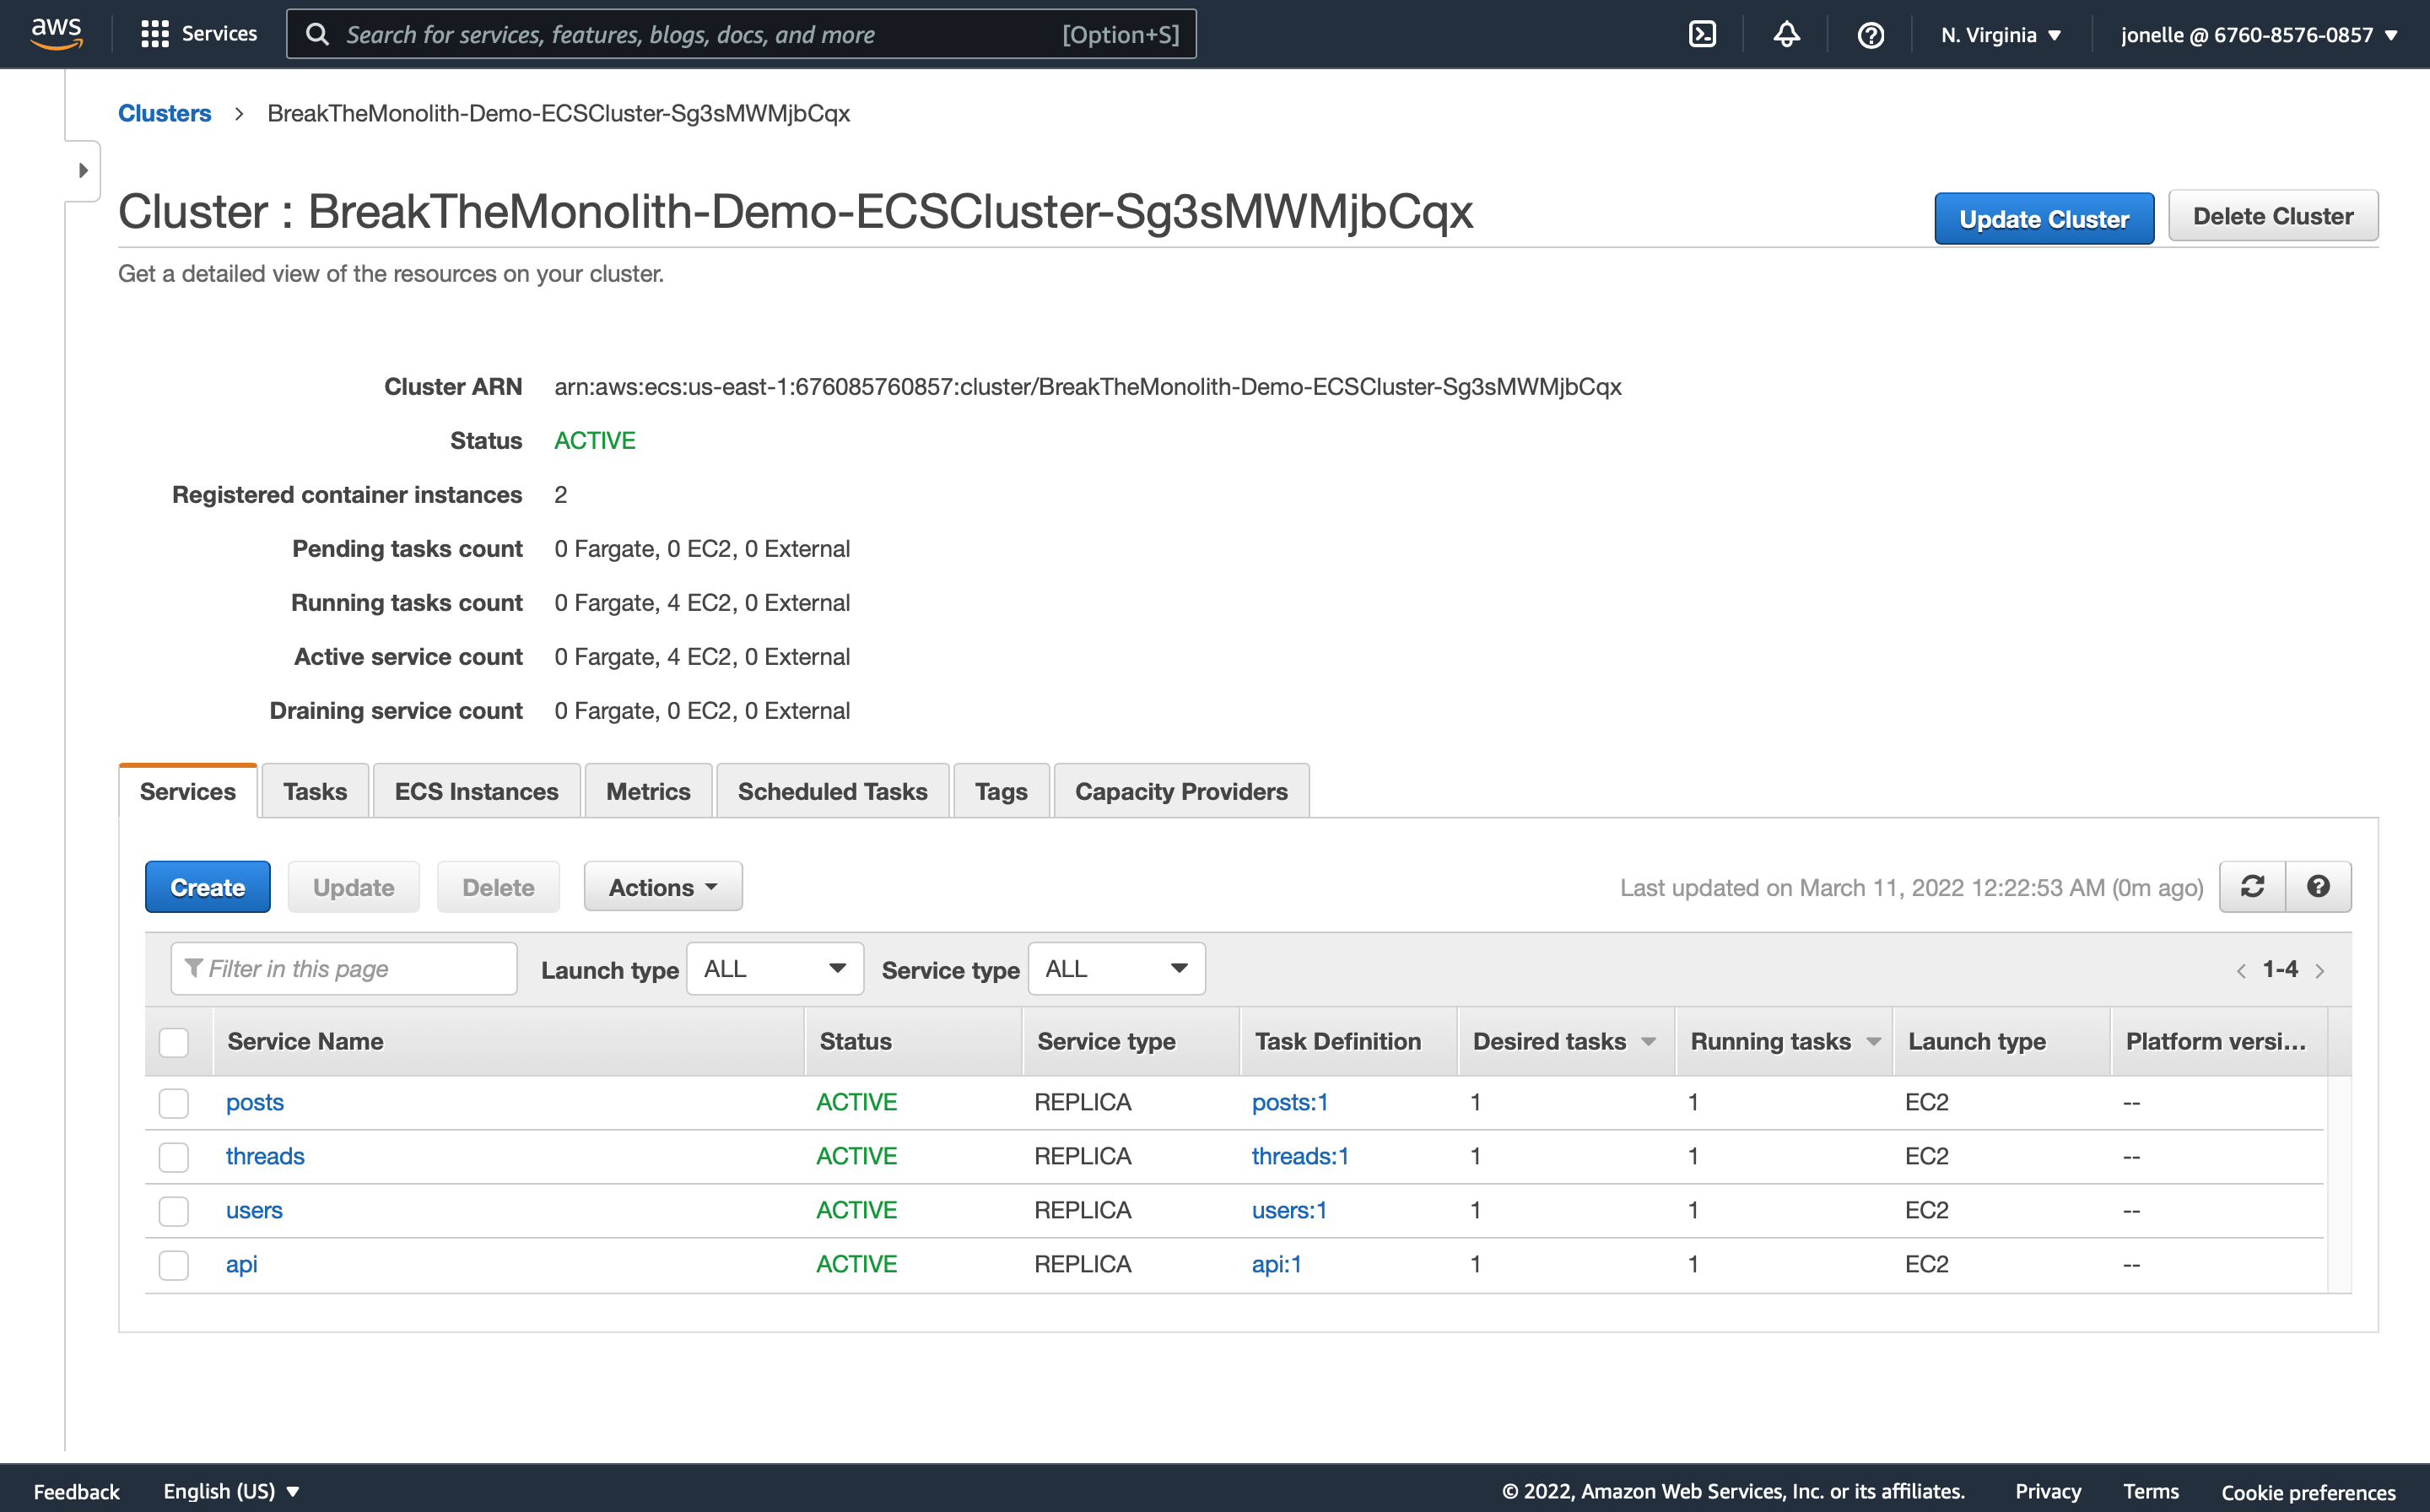 aws Services Search for services, features, blogs, docs, and more [Option+S] N. Virginia jonelle @ 6760-8576-0857
Clusters > BreakTheMonolith-Demo-ECSCluster-Sg3sMWMjbCqx
Cluster : BreakTheMonolith-Demo-ECSCluster-Sg3sMWMjbCqx Update Cluster Delete Cluster
Get a detailed view of the resources on your cluster.
Cluster ARN arn:aws:ecs:us-east-1:676085760857:cluster/BreakTheMonolith-Demo-ECSCluster-Sg3sMWMjbCqx
Status ACTIVE
Registered container instances 2
Pending tasks count 0 Fargate, 0 EC2, 0 External
Running tasks count 0 Fargate, 4 EC2, 0 External
Active service count 0 Fargate, 4 EC2, 0 External
Draining service count 0 Fargate, 0 EC2, 0 External
Services Tasks ECS Instances Metrics Scheduled Tasks Tags Capacity Providers
Create Update Delete Actions Last updated on March 11, 2022 12:22:53 AM (0m ago)
Filter in this page Launch type ALL Service type ALL < 1-4 >
Service Name Status Service type Task Definition Desired tasks Running tasks Launch type Platform versi...
posts ACTIVE REPLICA posts:1 1 1 EC2 --
threads ACTIVE REPLICA threads:1 1 1 EC2 --
users ACTIVE REPLICA users:1 1 1 EC2 --
api ACTIVE REPLICA api:1 1 1 EC2 --
Feedback English (US) © 2022, Amazon Web Services, Inc. or its affiliates. Privacy Terms Cookie preferences